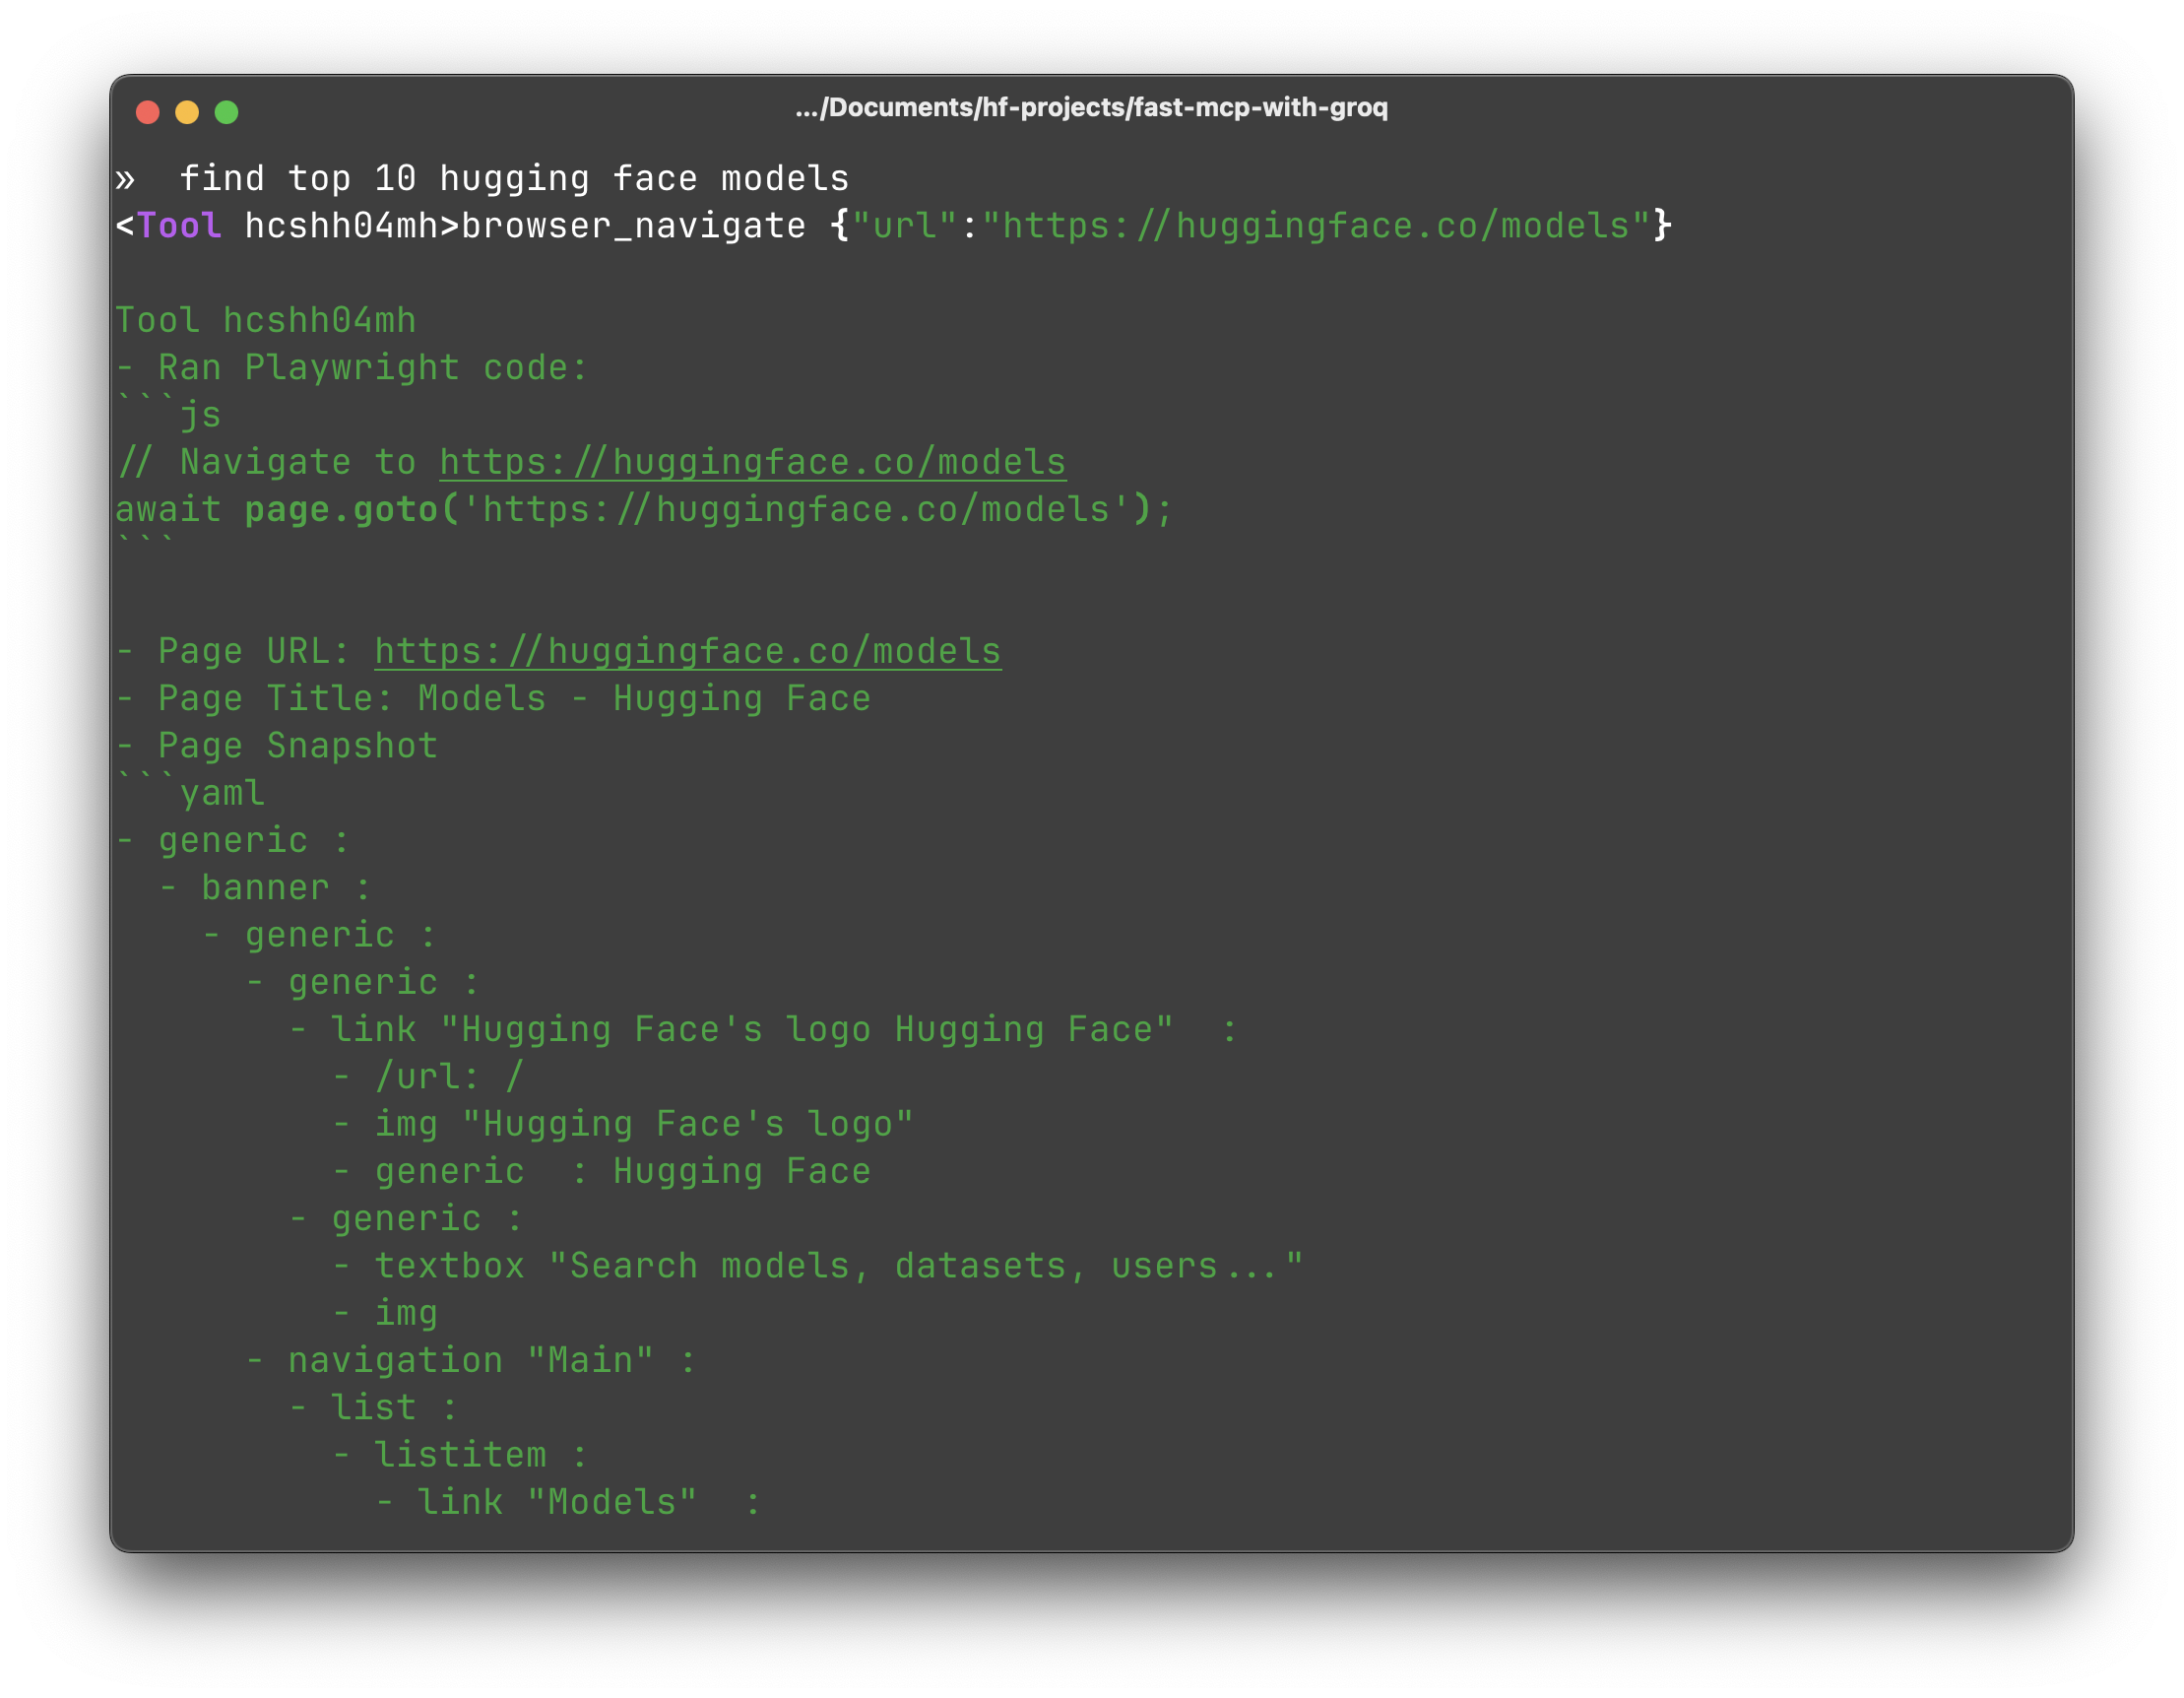 .../Documents/hf-projects/fast-mcp-with-groq
»  find top 10 hugging face models
<Tool hcshh04mh>browser_navigate {"url":"https://huggingface.co/models"}
Tool hcshh04mh
- Ran Playwright code:
```js
// Navigate to https://huggingface.co/models
await page.goto('https://huggingface.co/models');
```
- Page URL: https://huggingface.co/models
- Page Title: Models - Hugging Face
- Page Snapshot
```yaml
- generic :
  - banner :
    - generic :
      - generic :
        - link "Hugging Face's logo Hugging Face"  :
          - /url: /
          - img "Hugging Face's logo"
          - generic  : Hugging Face
        - generic :
          - textbox "Search models, datasets, users..."
          - img
      - navigation "Main" :
        - list :
          - listitem :
            - link "Models"  :